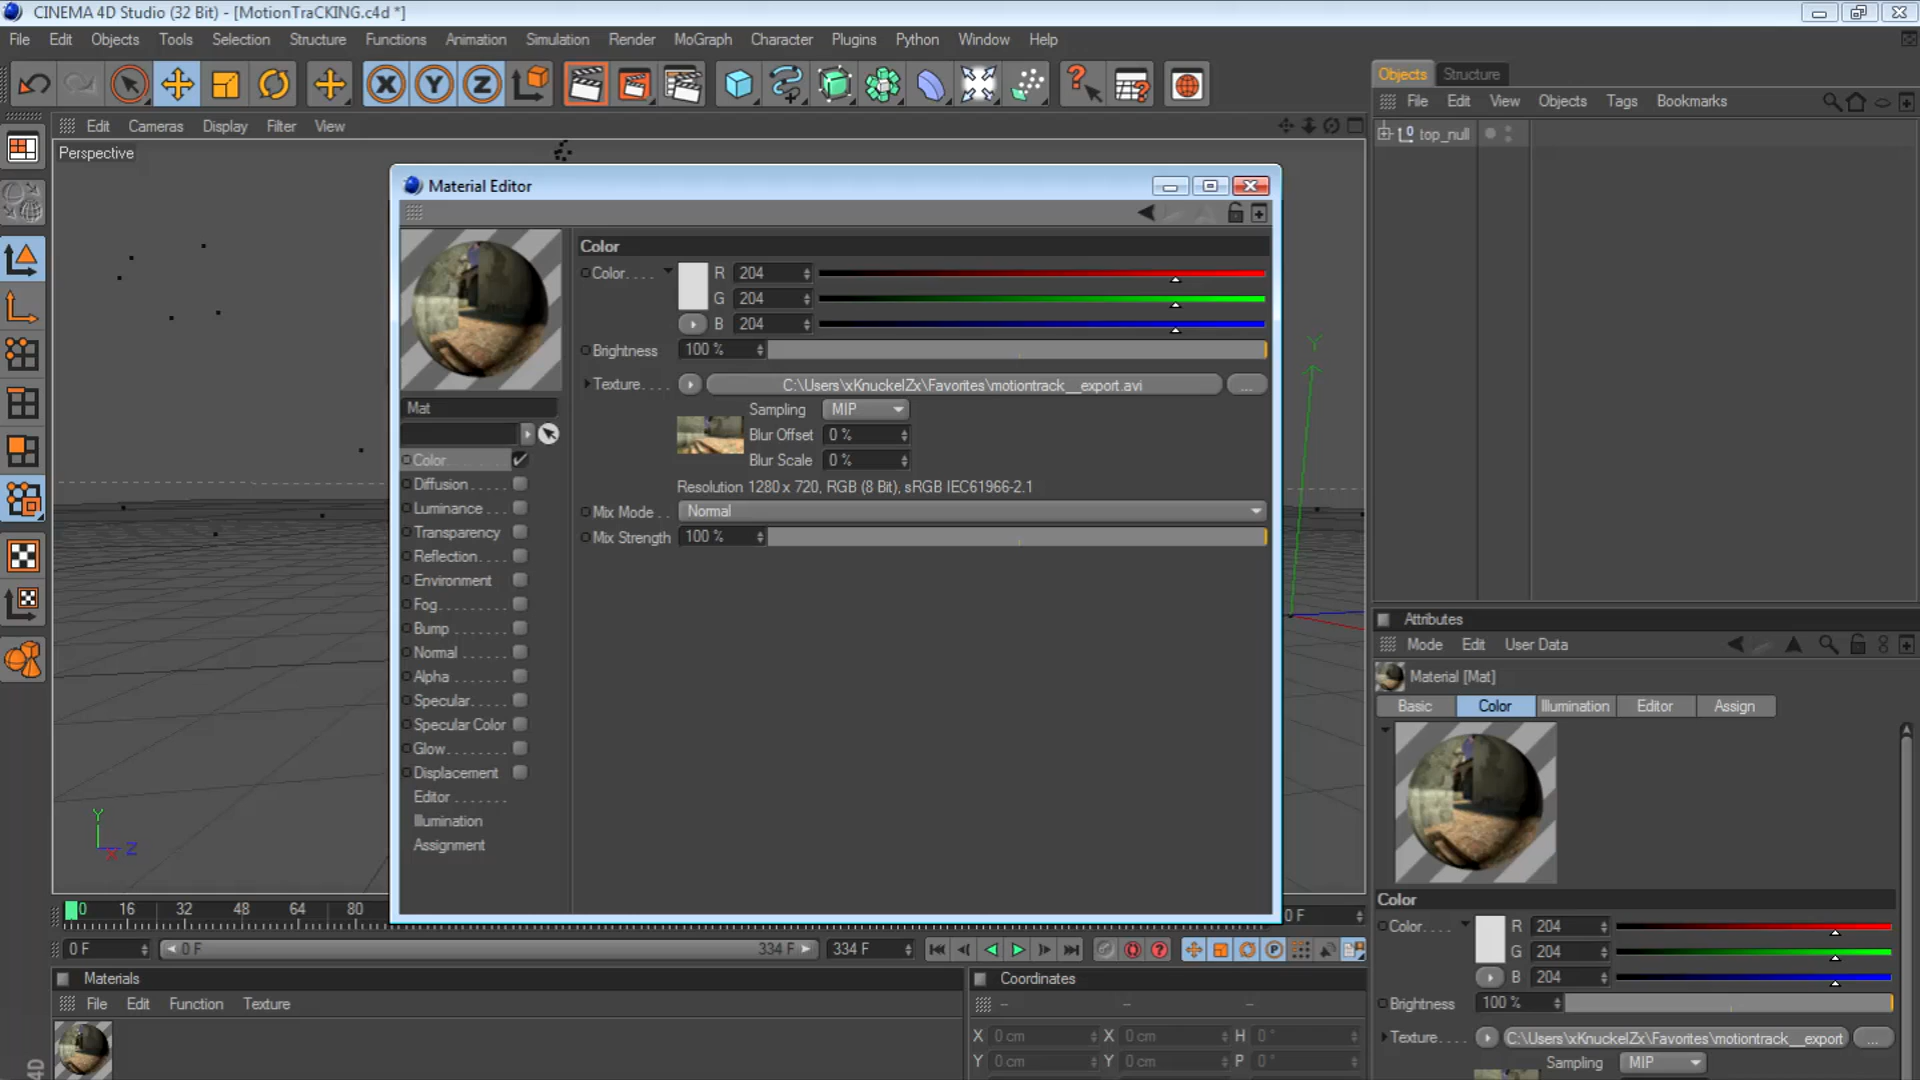 CINEMA 4D Studio (32 Bit) - [MotionTraCKING.c4d *]
File Edit Objects Tools Selection Structure Functions Animation Simulation Render MoGraph Character Plugins Python Window Help
Edit Cameras Display Filter View
Perspective
Material Editor
Color
Color. . . . R 204
G 204
B 204
Brightness 100 %
Texture. . . . C:\Users\xKnuckelZx\Favorites\motiontrack__export.avi ...
Sampling MIP
Blur Offset 0 %
Blur Scale 0 %
Resolution 1280 x 720, RGB (8 Bit), sRGB IEC61966-2.1
Mix Mode . . Normal
Mix Strength 100 %
Mat
Color
Diffusion
Luminance
Transparency
Reflection
Environment
Fog
Bump
Normal
Alpha
Specular
Specular Color
Glow
Displacement
Editor
Illumination
Assignment
Y
X Z
Y
0 16 32 48 64 80
0 F
0 F 0 F 334 F 334 F
Materials
File Edit Function Texture
Coordinates
-- -- --
X 0 cm X 0 cm H 0 °
Y 0 cm Y 0 cm P 0 °
Objects Structure
File Edit View Objects Tags Bookmarks
top_null
Attributes
Mode Edit User Data
Material [Mat]
Basic Color Illumination Editor Assign
Color
Color. . . . R 204
G 204
B 204
Brightness 100 %
Texture. . . . C:\Users\xKnuckelZx\Favorites\motiontrack__export ...
Sampling MIP
4D